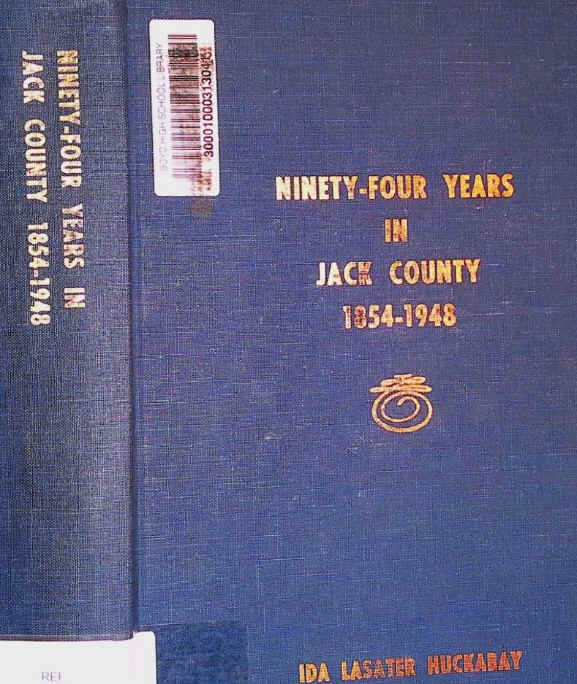 NINETY-FOUR YEARS IN
JACK COUNTY 1854-1948
BOYD HIGH SCHOOL LIBRARY
NINETY-FOUR YEARS
IN
JACK COUNTY
1854-1948
IDA LASATER HUCKABAY
REF